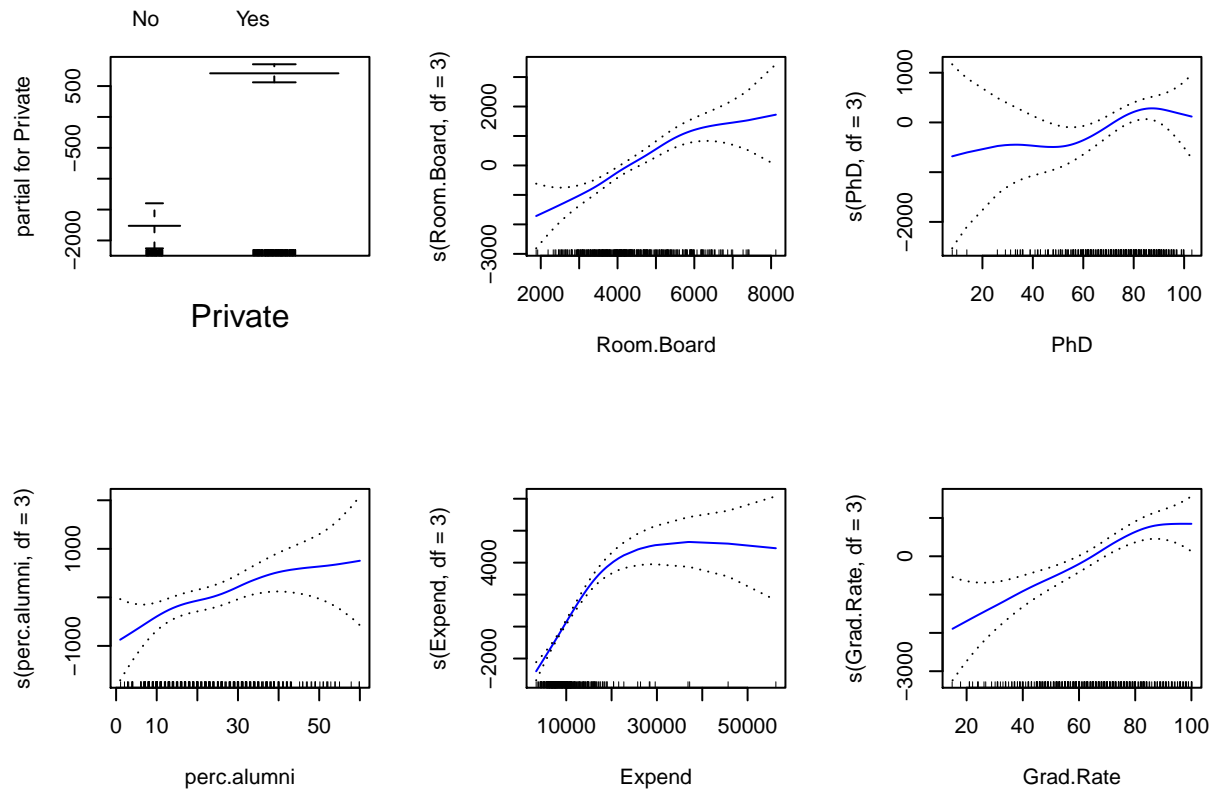 No Yes
partial for Private
−2000 −500 500
Private
s(Room.Board, df = 3)
−3000 0 2000
2000 4000 6000 8000
Room.Board
s(PhD, df = 3)
−2000 0 1000
20 40 60 80 100
PhD
s(perc.alumni, df = 3)
−1000 1000
0 10 30 50
perc.alumni
s(Expend, df = 3)
−2000 4000
10000 30000 50000
Expend
s(Grad.Rate, df = 3)
−3000 0
20 40 60 80 100
Grad.Rate